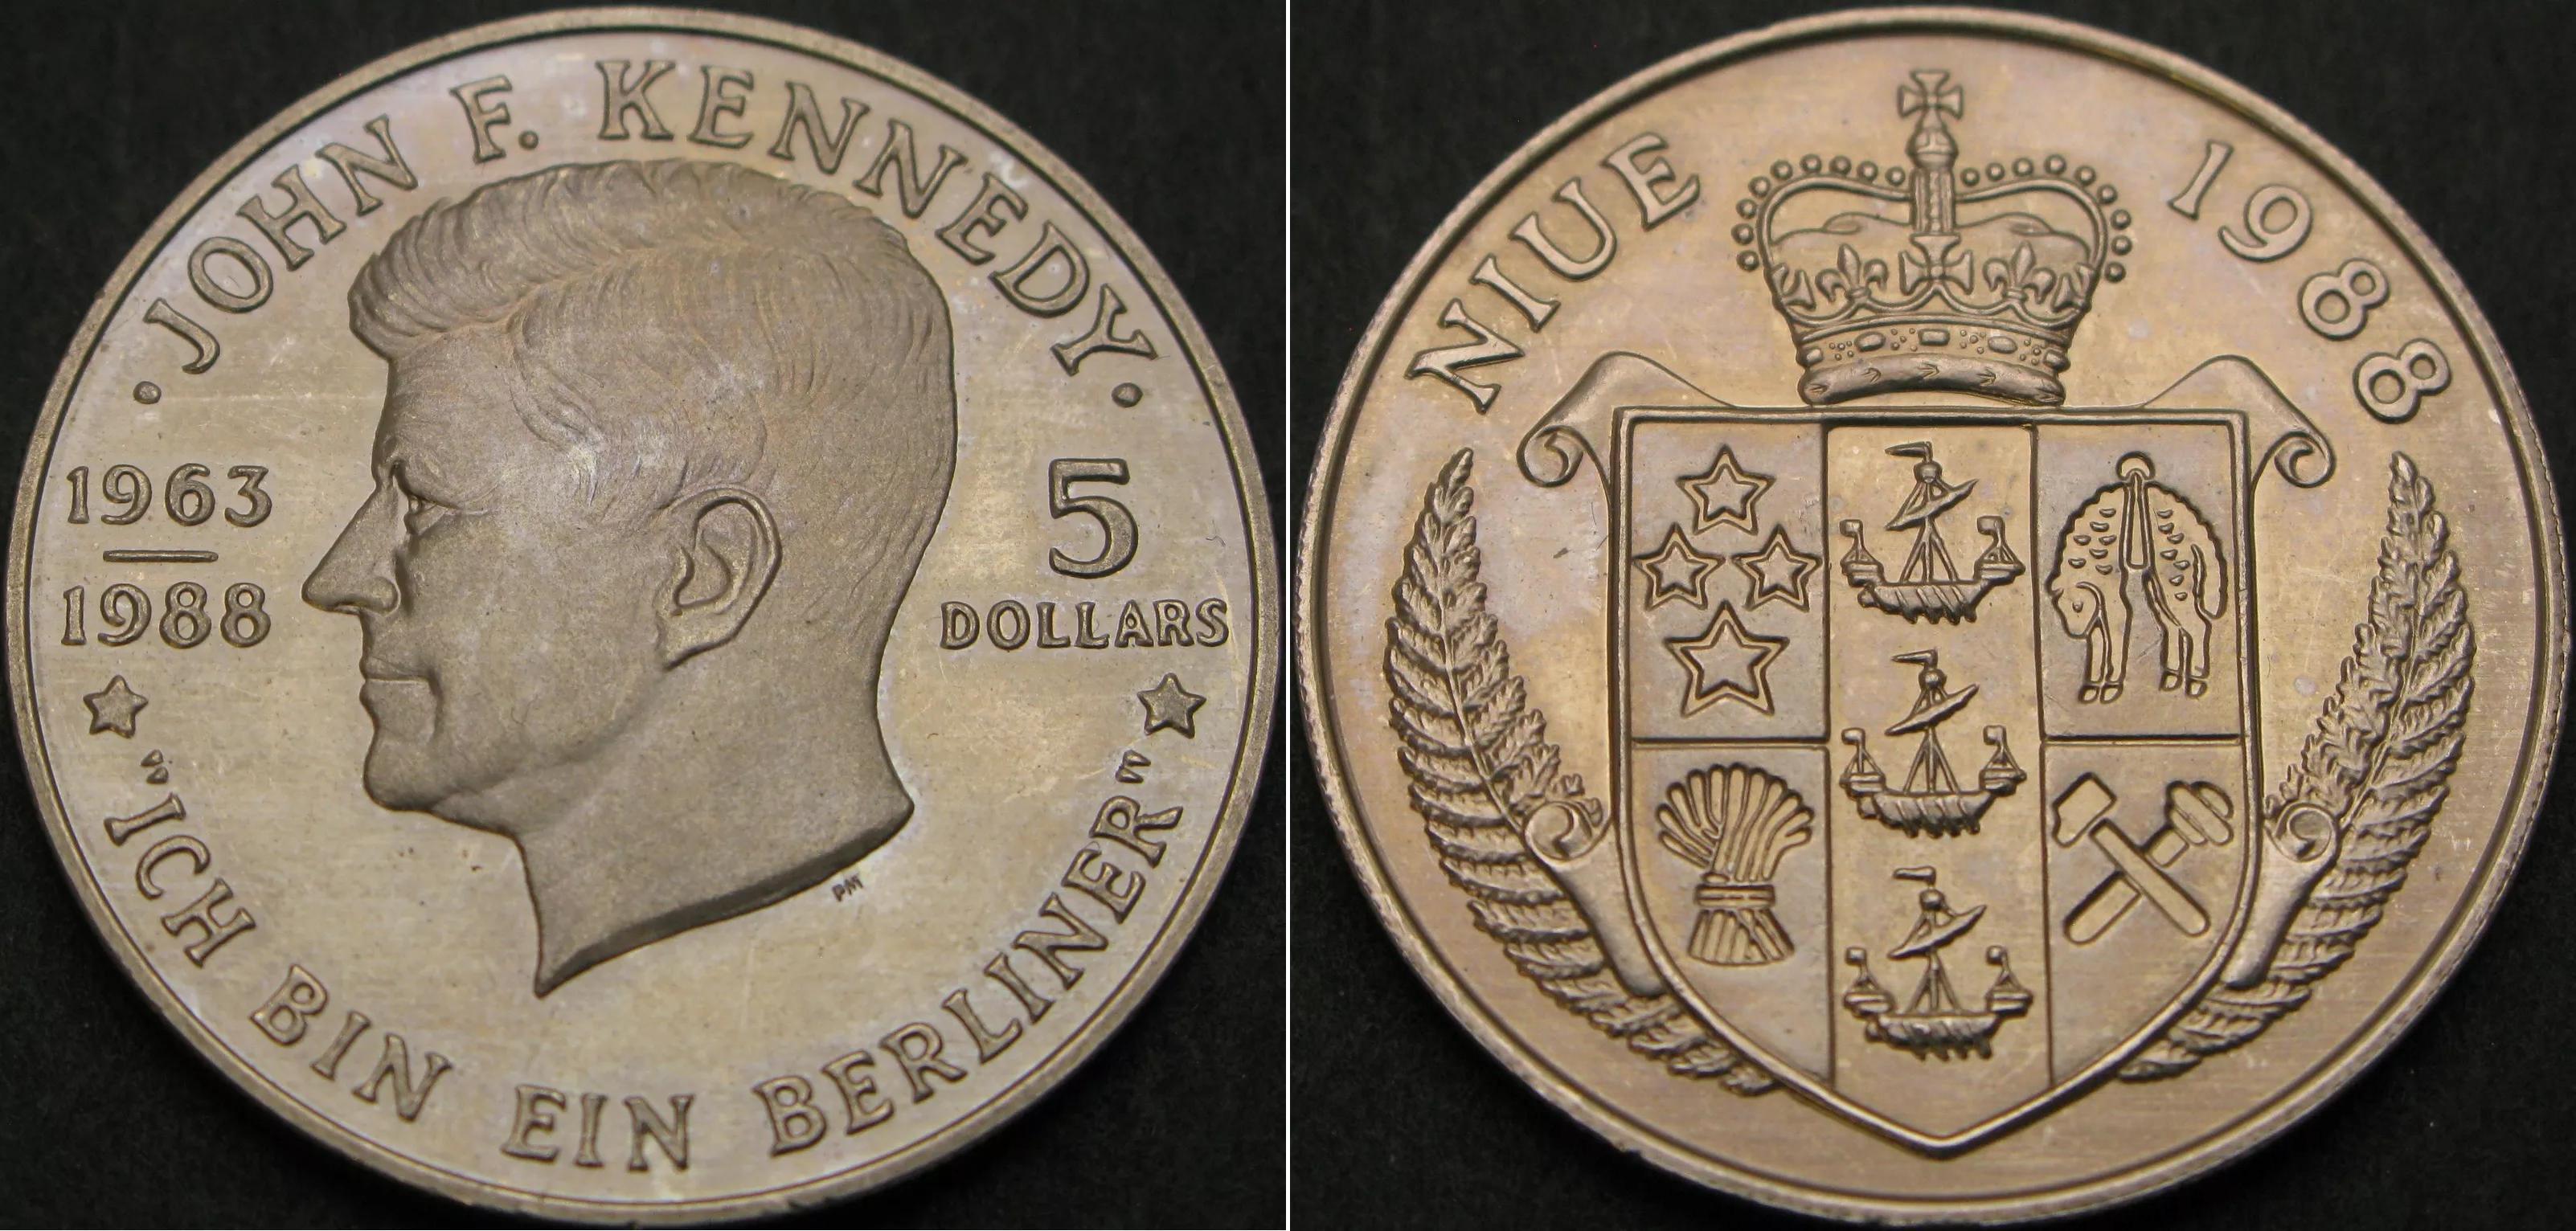 · JOHN F. KENNEDY ·
1963
1988
5
DOLLARS
"ICH BIN EIN BERLINER"
PM
NIUE 1988